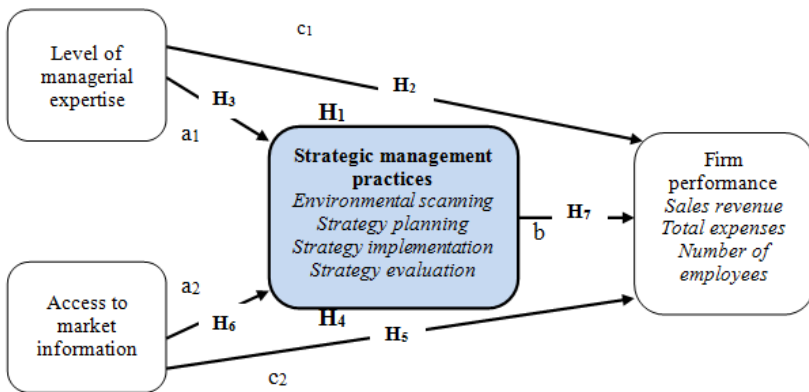 c₁
Level of
managerial
expertise
H₂
H₃
H₁
a₁
Strategic management
practices
Environmental scanning
Strategy planning
Strategy implementation
Strategy evaluation
Firm
performance
Sales revenue
Total expenses
Number of
employees
H₇
b
a₂
Access to
market
information
H₆
H₄
H₅
c₂